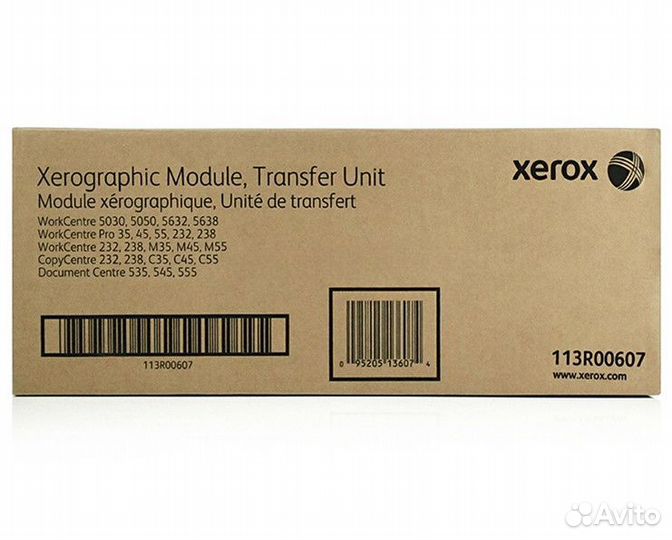 Xerographic Module, Transfer Unit
Module xérographique, Unité de transfert
WorkCentre 5030, 5050, 5632, 5638
WorkCentre Pro 35, 45, 55, 232, 238
WorkCentre 232, 238, M35, M45, M55
CopyCentre 232, 238, C35, C45, C55
Document Centre 535, 545, 555
xerox
113R00607
0 95205 13607 4
113R00607
www.xerox.com
Avito